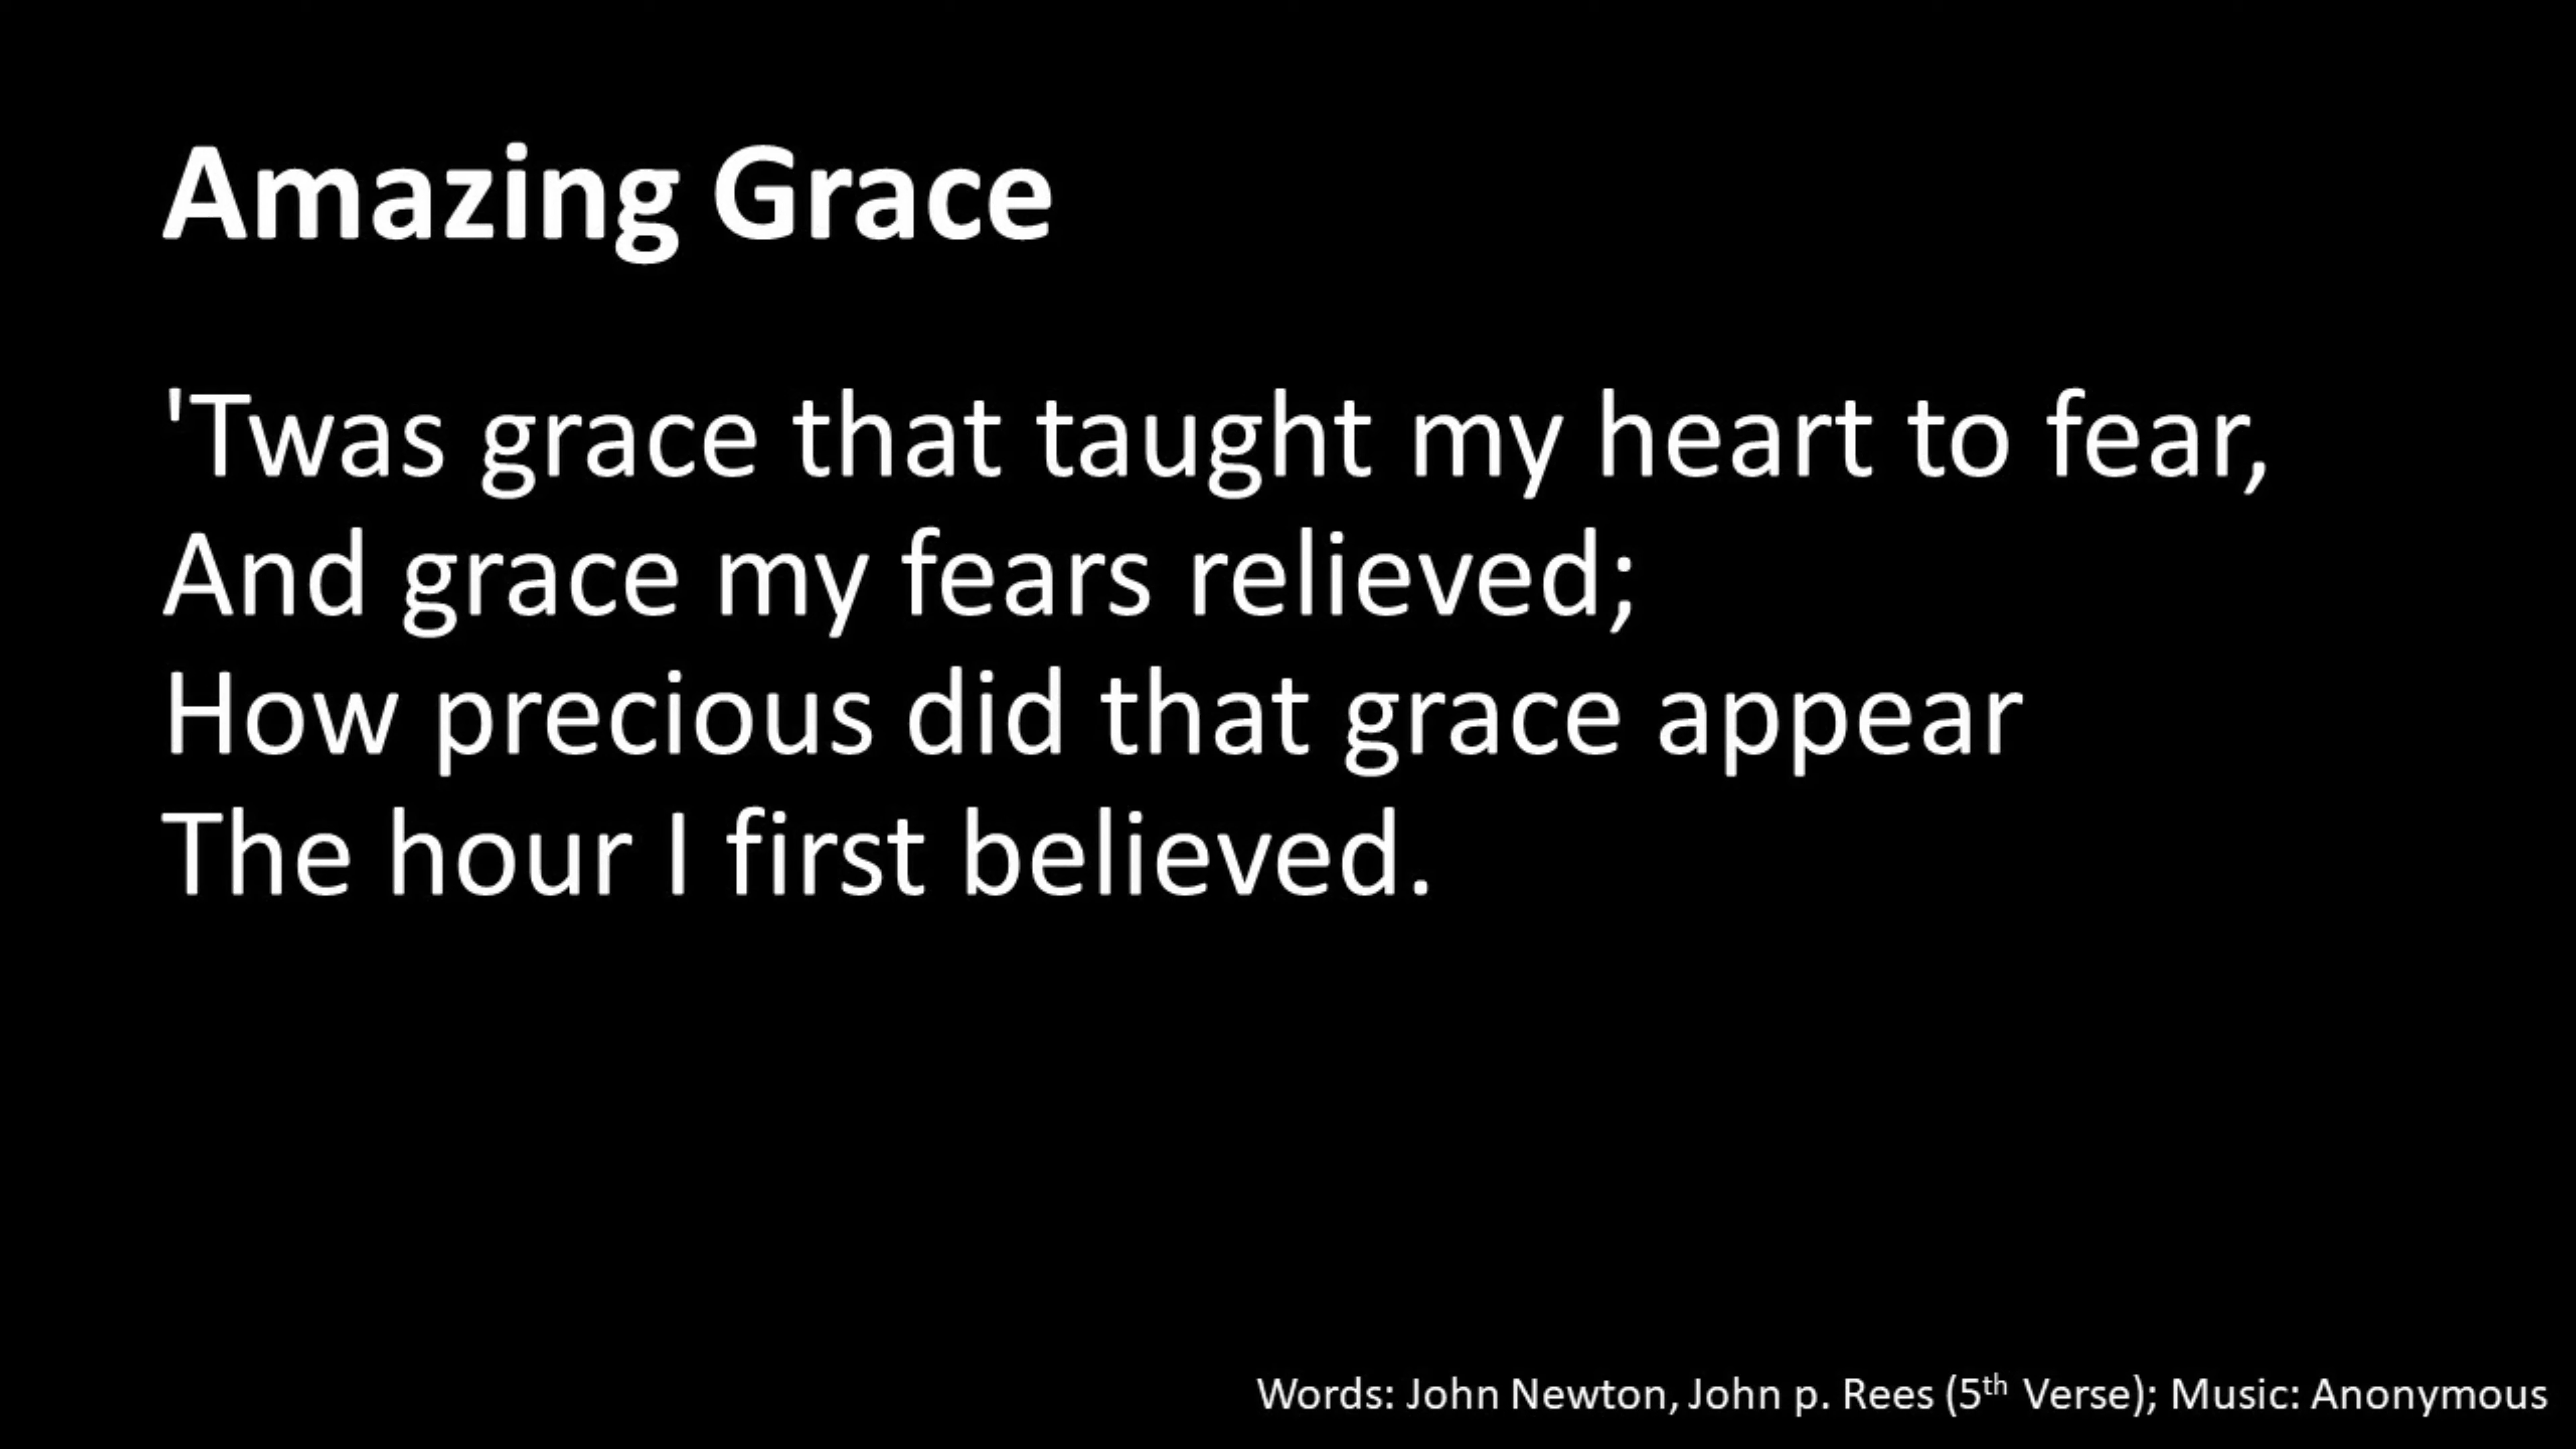 Amazing Grace
'Twas grace that taught my heart to fear,
And grace my fears relieved;
How precious did that grace appear
The hour I first believed.
Words: John Newton, John p. Rees (5th Verse); Music: Anonymous